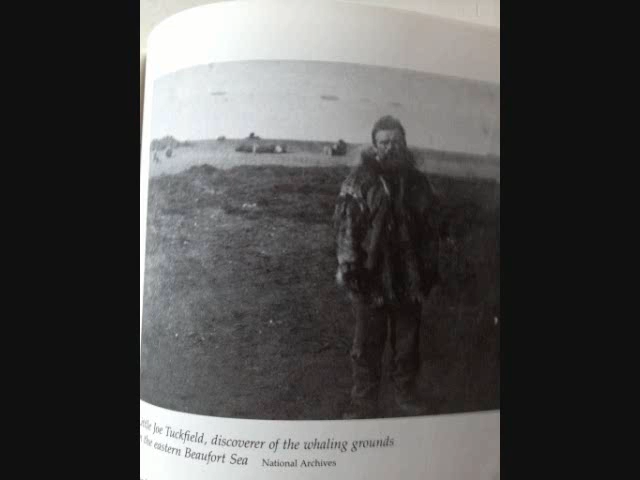 Joe Tuckfield, discoverer of the whaling grounds
the eastern Beaufort Sea National Archives